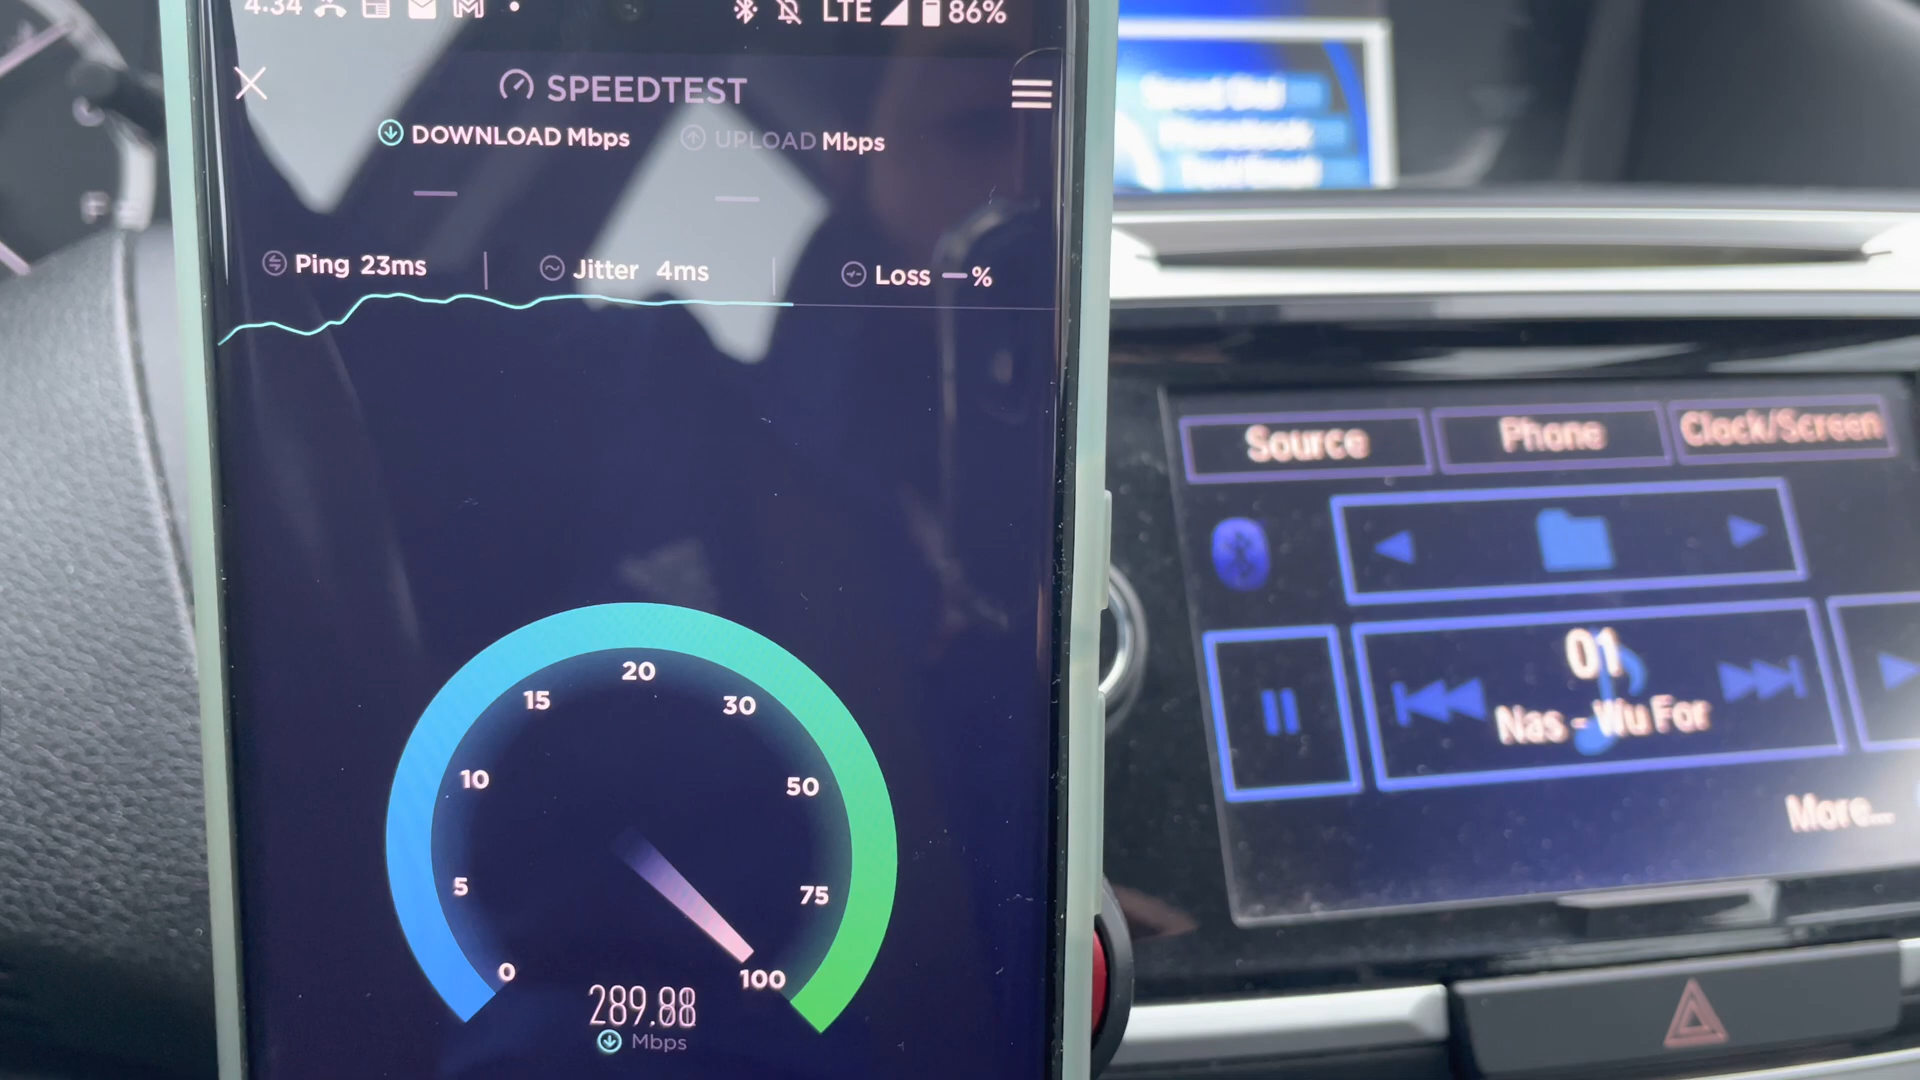 4:34 LTE 86%
SPEEDTEST
DOWNLOAD Mbps UPLOAD Mbps
— —
Ping 23ms Jitter 4ms Loss —%
20
15 30
10 50
5 75
0 100
289.88
Mbps
F
Source Phone Clock/Screen
01
Nas - Wu For
More...